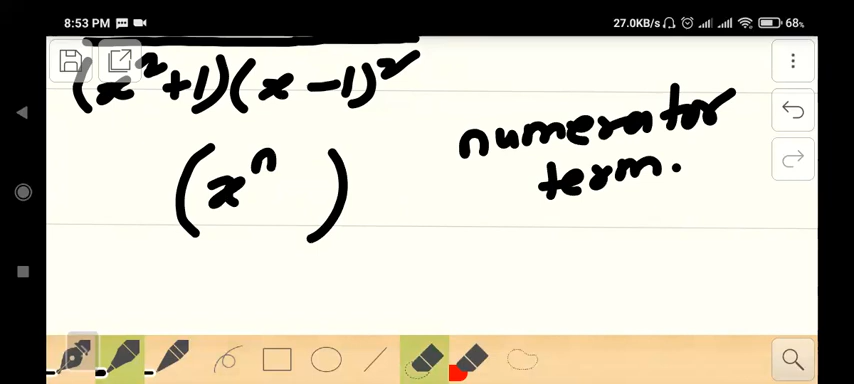 8:53 PM 27.0KB/s 68%
(x²+1)(x-1)²
numerator
(xⁿ ) term.